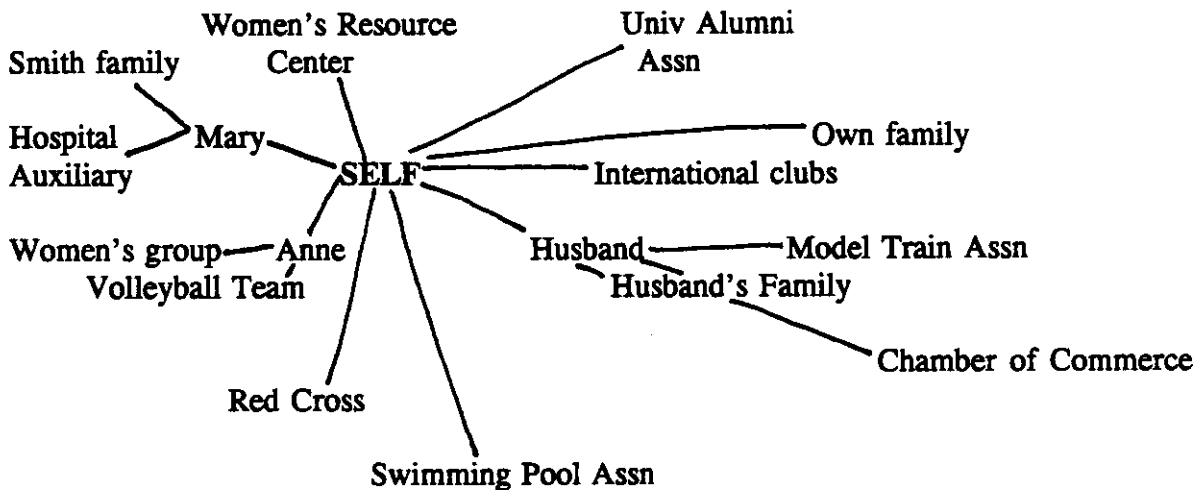 Women's Resource
Center
Univ Alumni
Assn
Smith family
Hospital
Auxiliary
Mary
Own family
SELF
International clubs
Women's group
Anne
Volleyball Team
Husband
Model Train Assn
Husband's Family
Chamber of Commerce
Red Cross
Swimming Pool Assn